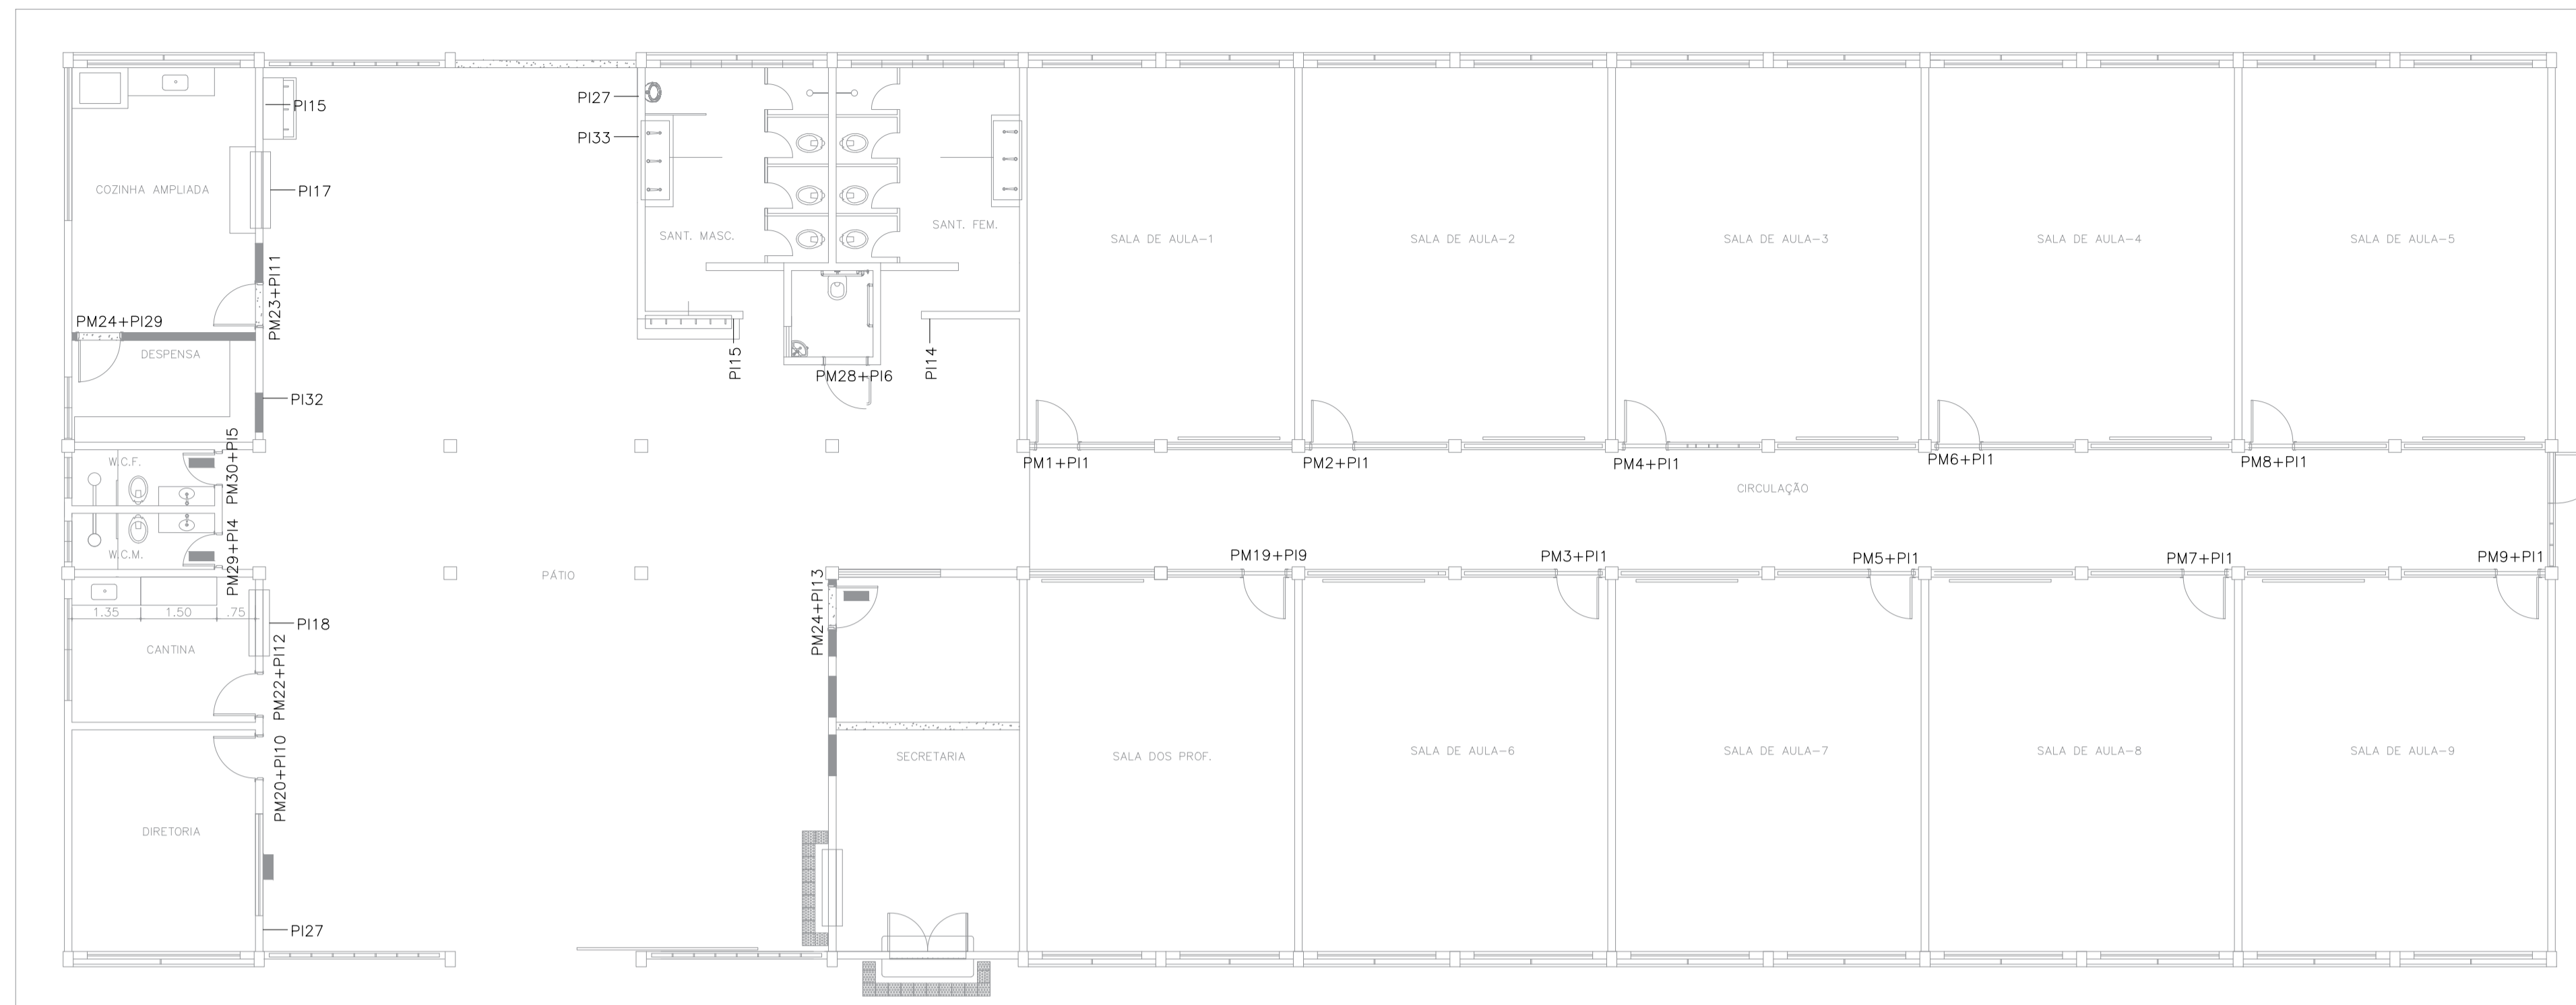 PI15
PI27
PI33
PI17
COZINHA AMPLIADA
SANT. MASC.
SANT. FEM.
SALA DE AULA-1
SALA DE AULA-2
SALA DE AULA-3
SALA DE AULA-4
SALA DE AULA-5
PM23+PI11
PM24+PI29
DESPENSA
PI15
PM28+PI6
PI14
PI32
W.C.F.
PM30+PI5
PM1+PI1
PM2+PI1
PM4+PI1
PM6+PI1
PM8+PI1
CIRCULAÇÃO
W.C.M.
PM29+PI4
PÁTIO
PM19+PI9
PM3+PI1
PM5+PI1
PM7+PI1
PM9+PI1
1.35
1.50
.75
PI18
PM24+PI13
CANTINA
PM22+PI12
PM20+PI10
SECRETARIA
SALA DOS PROF.
SALA DE AULA-6
SALA DE AULA-7
SALA DE AULA-8
SALA DE AULA-9
DIRETORIA
PI27